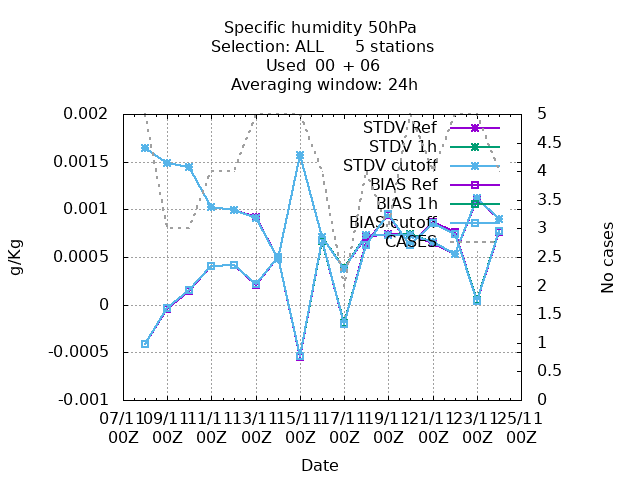 Specific humidity 50hPa
Selection: ALL 5 stations
Used 00 + 06
Averaging window: 24h
STDV Ref
STDV 1h
STDV cutoff
BIAS Ref
BIAS 1h
BIAS cutoff
CASES
0.002
0.0015
0.001
0.0005
0
-0.0005
-0.001
g/Kg
5
4.5
4
3.5
3
2.5
2
1.5
1
0.5
0
No cases
07/11 09/11 11/11 13/11 15/11 17/11 19/11 21/11 23/11 25/11
00Z 00Z 00Z 00Z 00Z 00Z 00Z 00Z 00Z 00Z
Date